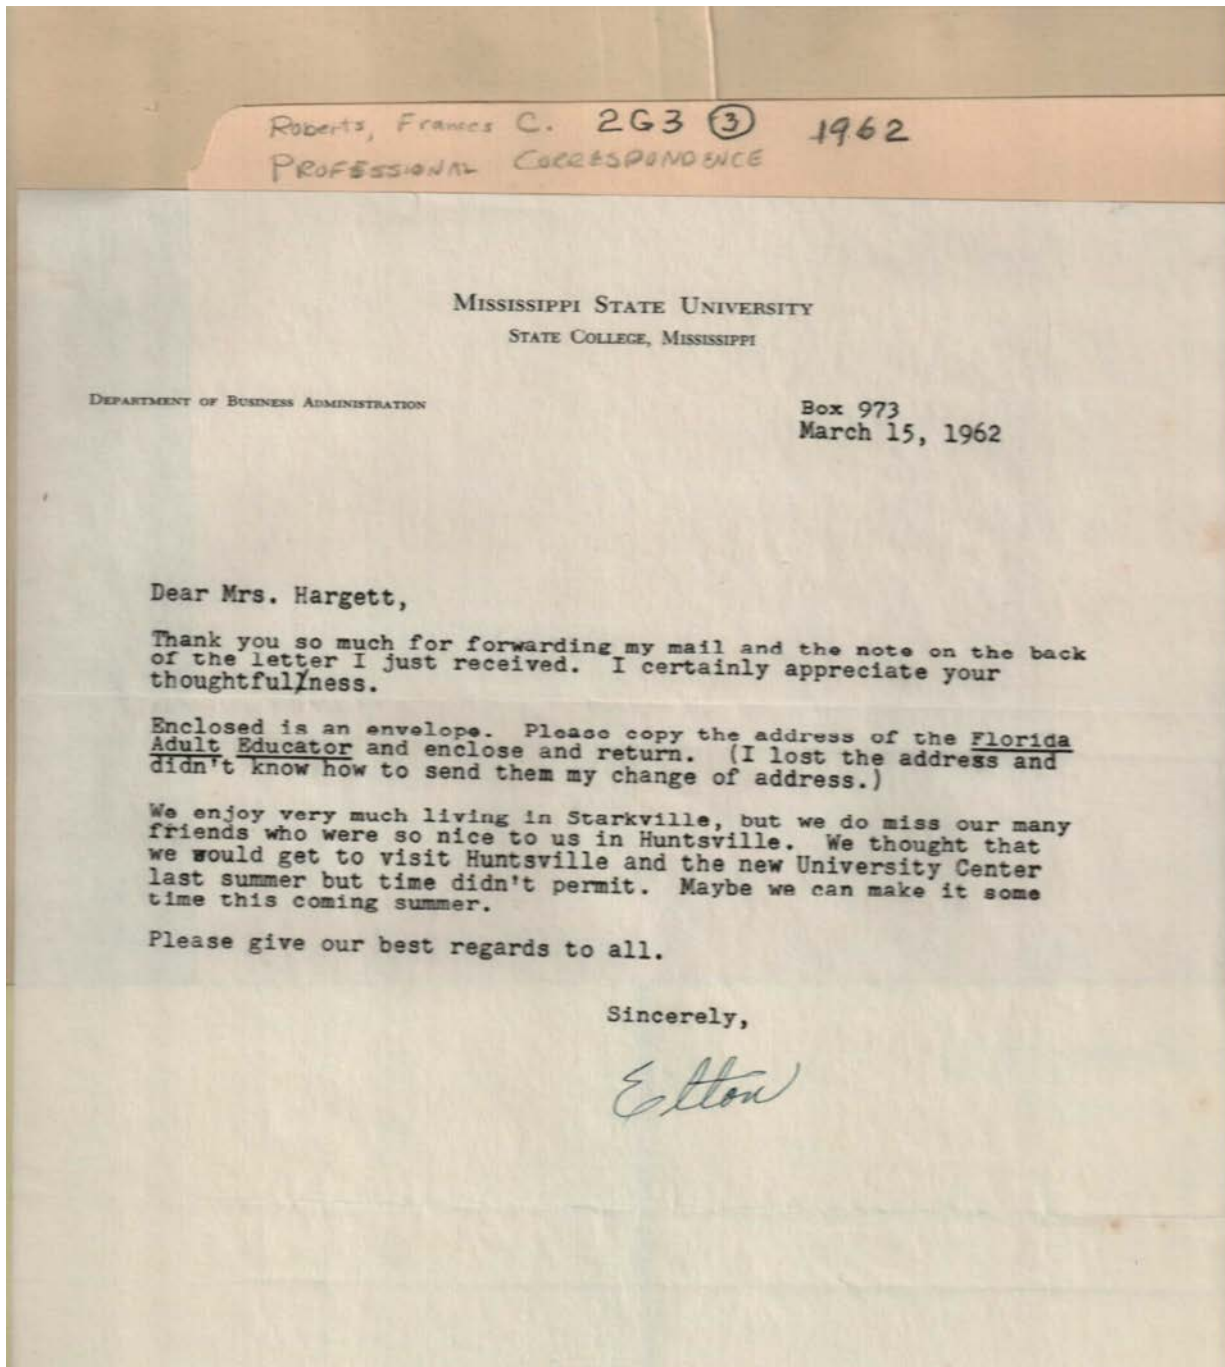 Roberts, Frances C. 2G3 ③ 1962
PROFESSIONAL CORRESPONDENCE
MISSISSIPPI STATE UNIVERSITY
STATE COLLEGE, MISSISSIPPI
DEPARTMENT OF BUSINESS ADMINISTRATION
Box 973
March 15, 1962
Dear Mrs. Hargett,
Thank you so much for forwarding my mail and the note on the back
of the letter I just received. I certainly appreciate your
thoughtful/ness.
Enclosed is an envelope. Please copy the address of the Florida
Adult Educator and enclose and return. (I lost the address and
didn't know how to send them my change of address.)
We enjoy very much living in Starkville, but we do miss our many
friends who were so nice to us in Huntsville. We thought that
we would get to visit Huntsville and the new University Center
last summer but time didn't permit. Maybe we can make it some
time this coming summer.
Please give our best regards to all.
Sincerely,
Elton